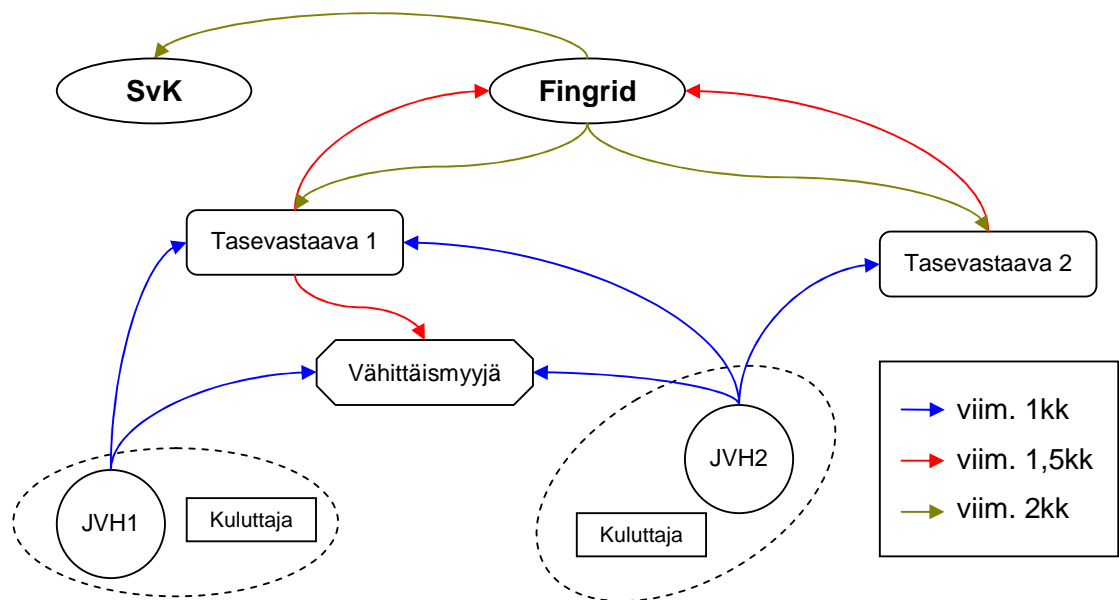 SvK
Fingrid
Tasevastaava 1
Tasevastaava 2
Vähittäismyyjä
JVH1
Kuluttaja
JVH2
Kuluttaja
viim. 1kk
viim. 1,5kk
viim. 2kk